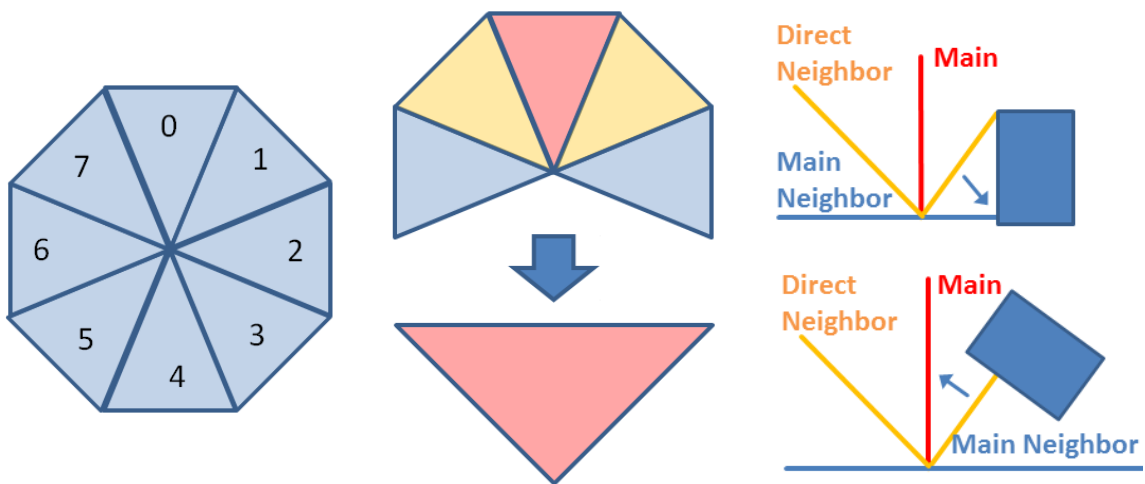 0
1
2
3
4
5
6
7
Direct
Neighbor
Main
Main
Neighbor
Direct
Neighbor
Main
Main Neighbor